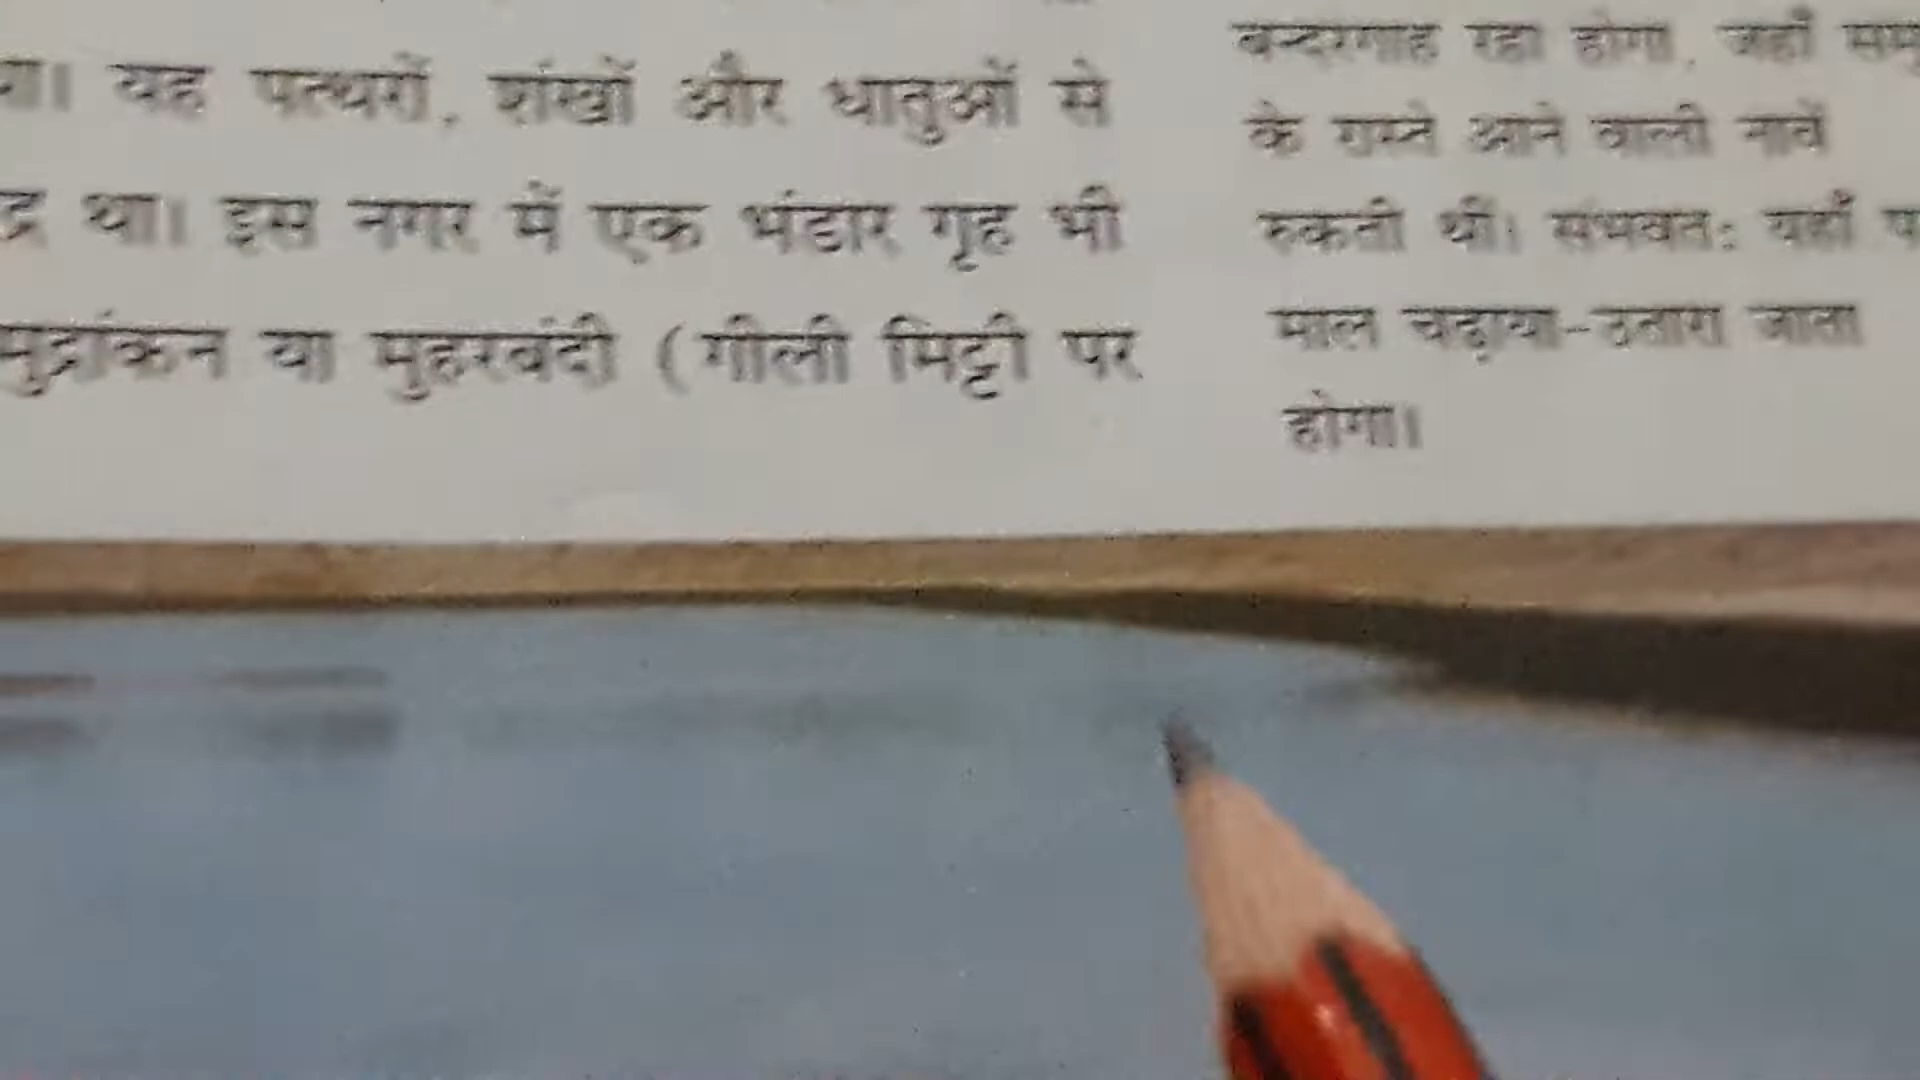 था। यह पत्थरों, शंखों और धातुओं से
था। इस नगर में एक भंडार गृह भी
मुद्रांकन या मुहरबंदी (गीली मिट्टी पर
बन्दरगाह रहा होगा, जहाँ
के रास्ते आने वाली नावें
रुकती थीं। संभवतः यहाँ
माल चढ़ाया-उतारा जाता
होगा।